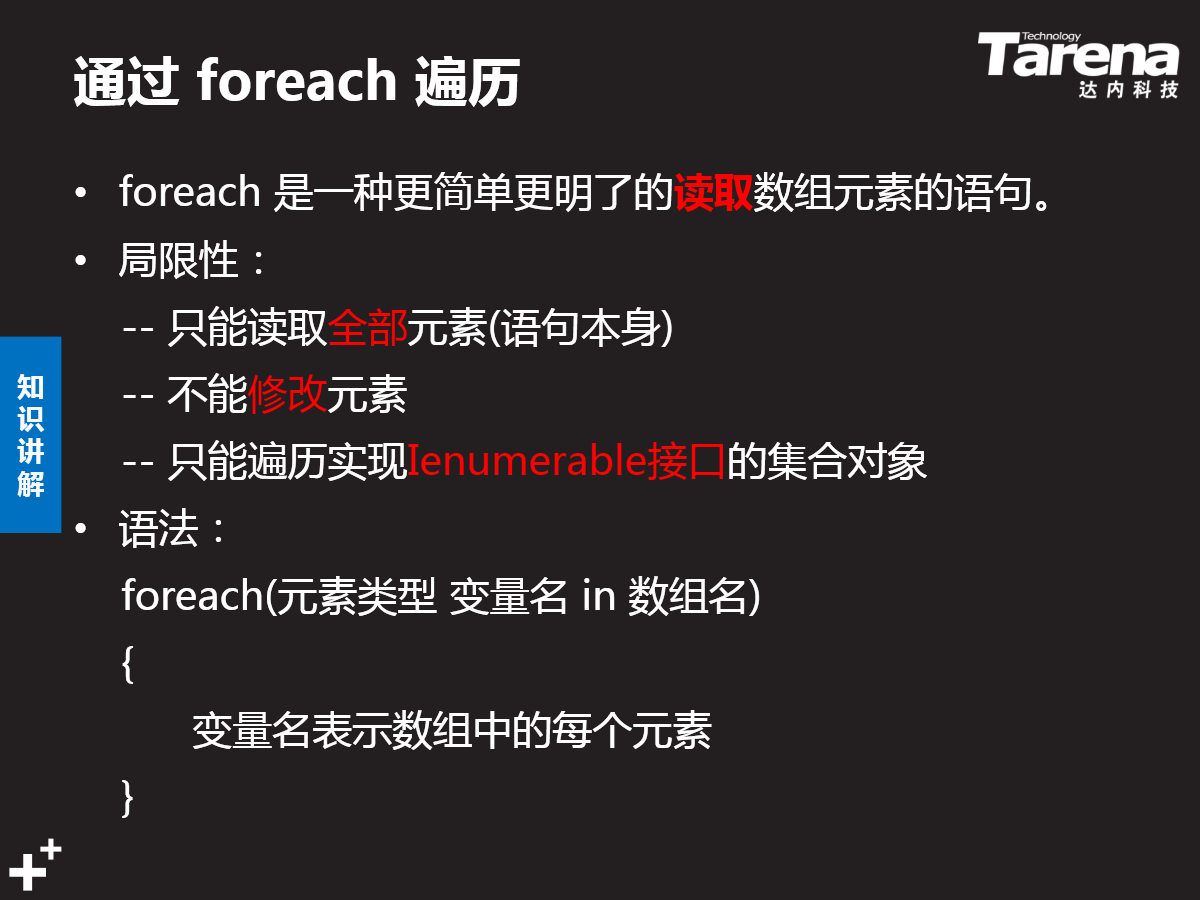 通过 foreach 遍历
Technology
Tarena
达内科技
• foreach 是一种更简单更明了的读取数组元素的语句。
• 局限性：
-- 只能读取全部元素(语句本身)
-- 不能修改元素
-- 只能遍历实现Ienumerable接口的集合对象
知识讲解
• 语法：
foreach(元素类型 变量名 in 数组名)
{
变量名表示数组中的每个元素
}